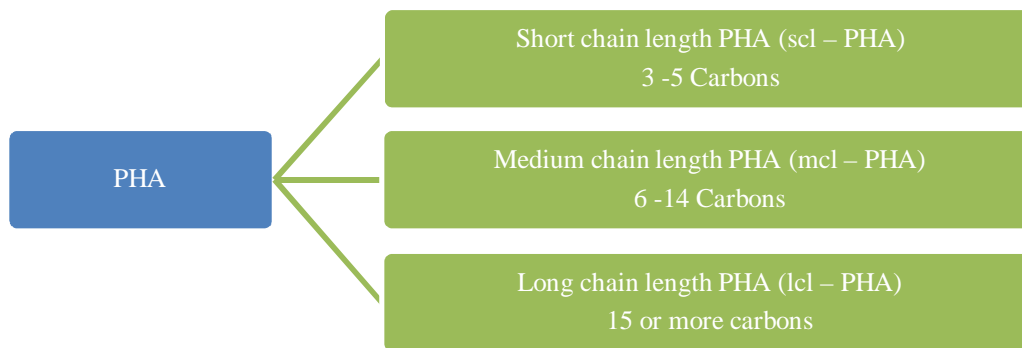 PHA
Short chain length PHA (scl – PHA)
3 -5 Carbons
Medium chain length PHA (mcl – PHA)
6 -14 Carbons
Long chain length PHA (lcl – PHA)
15 or more carbons